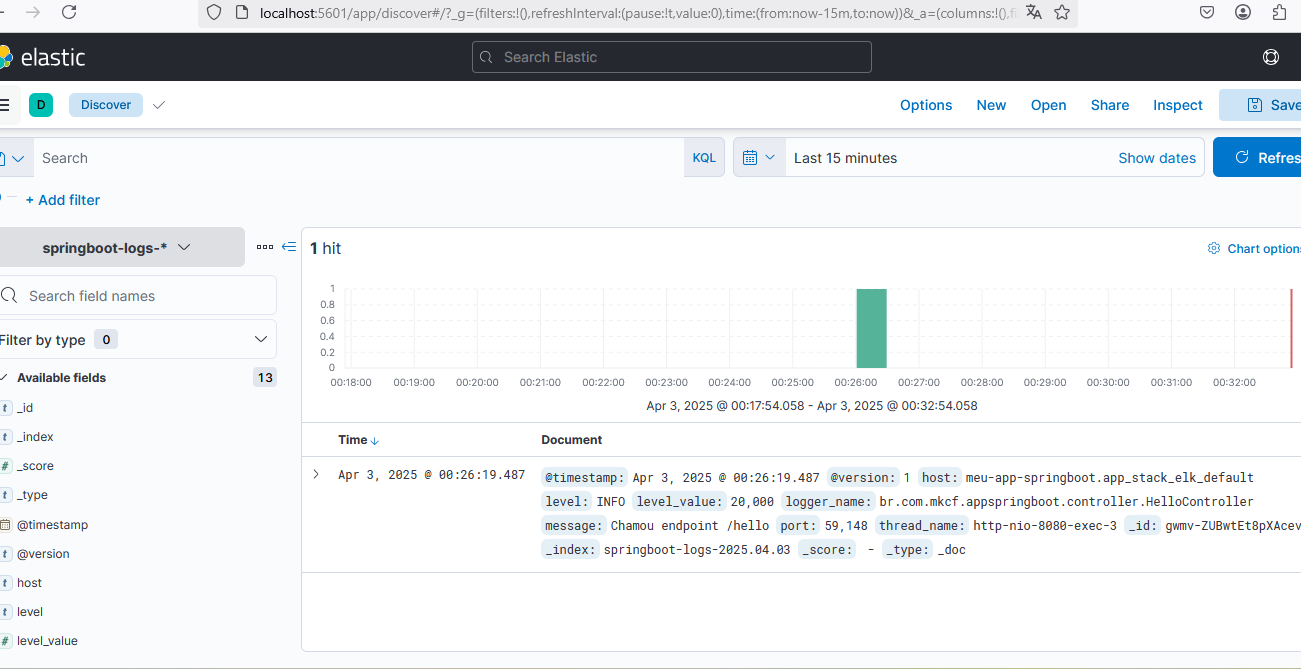 localhost:5601/app/discover#/?_g=(filters:!(),refreshInterval:(pause:!t,value:0),time:(from:now-15m,to:now))&_a=(columns:!(),fi
elastic
Search Elastic
D Discover Options New Open Share Inspect Save
Search KQL Last 15 minutes Show dates Refres
+ Add filter
springboot-logs-*
1 hit
Chart option
Search field names
Filter by type 0
Available fields 13
t _id
t _index
# _score
t _type
@timestamp
t @version
t host
t level
# level_value
1
0.8
0.6
0.4
0.2
0
00:18:00 00:19:00 00:20:00 00:21:00 00:22:00 00:23:00 00:24:00 00:25:00 00:26:00 00:27:00 00:28:00 00:29:00 00:30:00 00:31:00 00:32:00
Apr 3, 2025 @ 00:17:54.058 - Apr 3, 2025 @ 00:32:54.058
Time Document
Apr 3, 2025 @ 00:26:19.487 @timestamp: Apr 3, 2025 @ 00:26:19.487 @version: 1 host: meu-app-springboot.app_stack_elk_default
level: INFO level_value: 20,000 logger_name: br.com.mkcf.appspringboot.controller.HelloController
message: Chamou endpoint /hello port: 59,148 thread_name: http-nio-8080-exec-3 _id: gwmv-ZUBwtEt8pXAcev
_index: springboot-logs-2025.04.03 _score: - _type: _doc